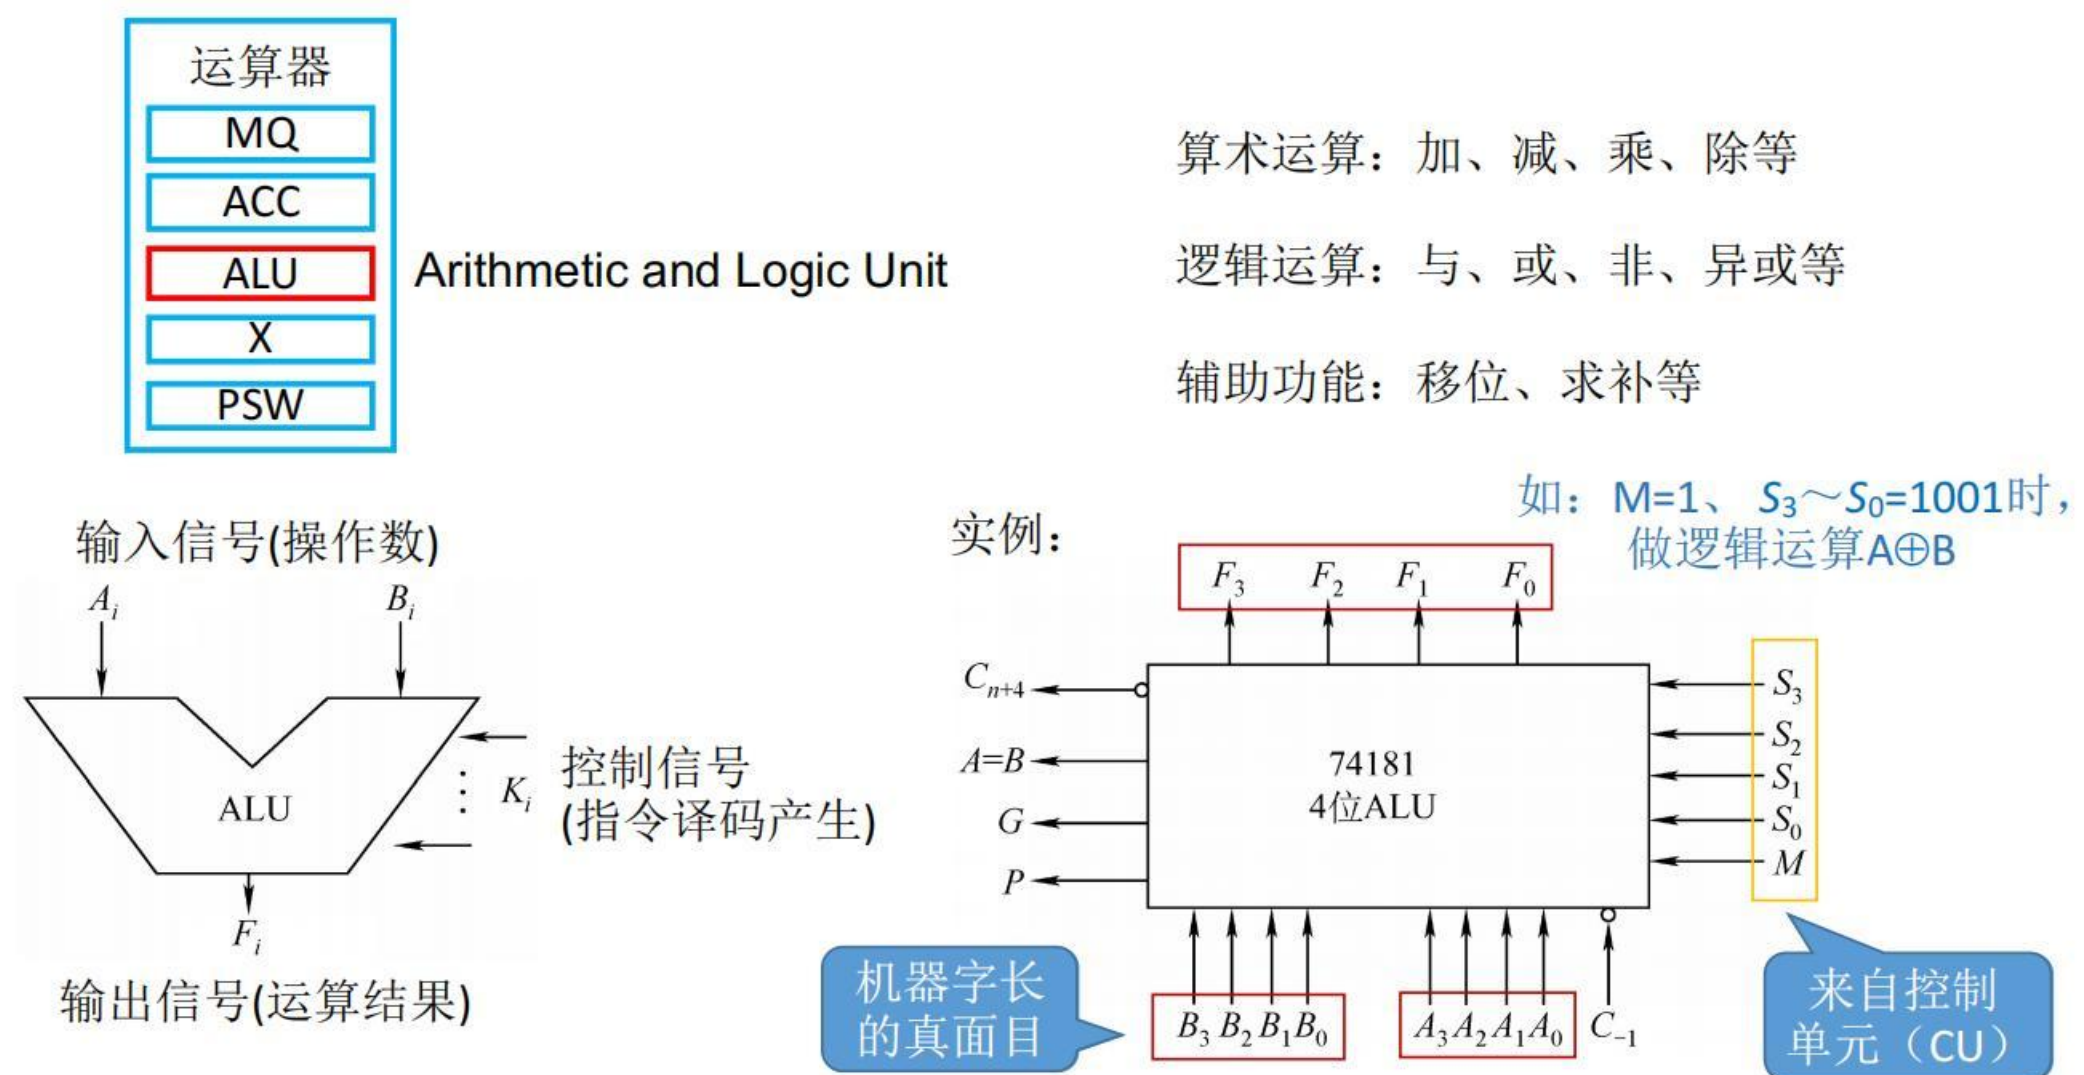 运算器
MQ
ACC
ALU
X
PSW
Arithmetic and Logic Unit
算术运算：加、减、乘、除等
逻辑运算：与、或、非、异或等
辅助功能：移位、求补等
输入信号(操作数)
A_i
B_i
ALU
K_i
控制信号
(指令译码产生)
F_i
输出信号(运算结果)
实例：
如：M=1、 S₃～S₀=1001时，
做逻辑运算A⊕B
F₃ F₂ F₁ F₀
C_{n+4}
A=B
G
P
74181
4位ALU
S₃
S₂
S₁
S₀
M
B₃ B₂ B₁ B₀
A₃ A₂ A₁ A₀
C₋₁
机器字长
的真面目
来自控制
单元（CU）